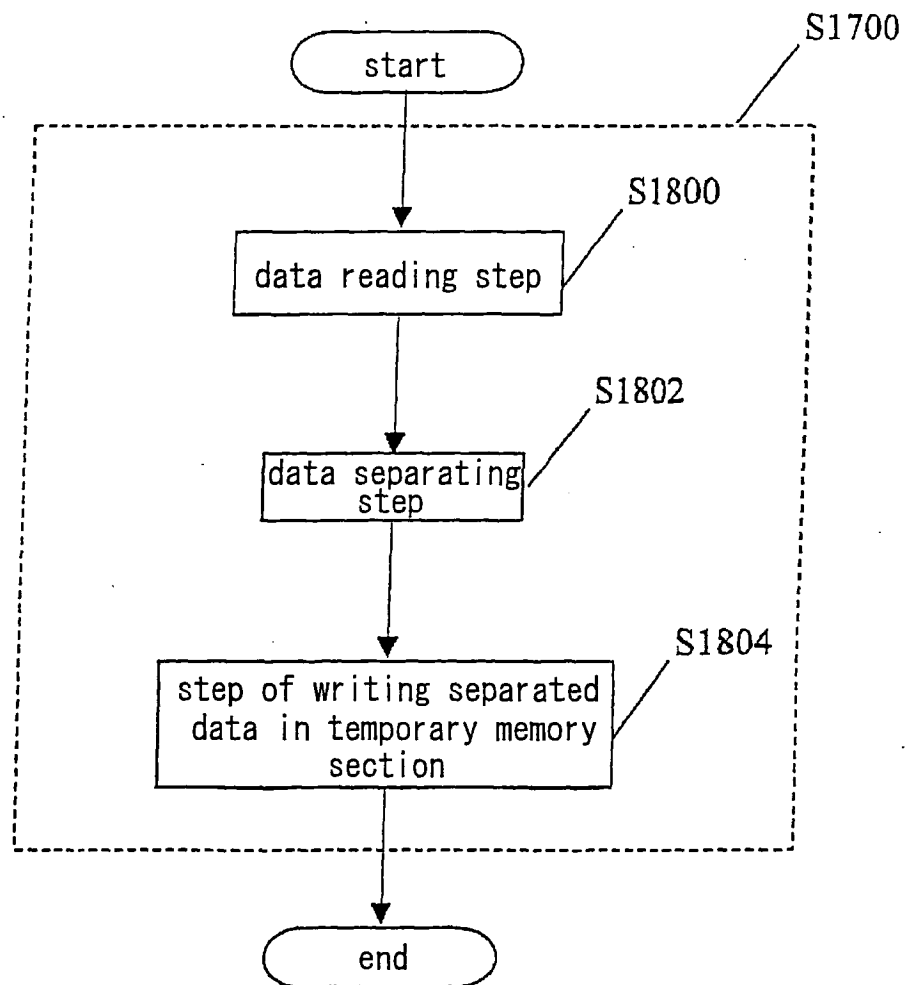 S1700
start
S1800
data reading step
S1802
data separating
step
S1804
step of writing separated
data in temporary memory
section
end